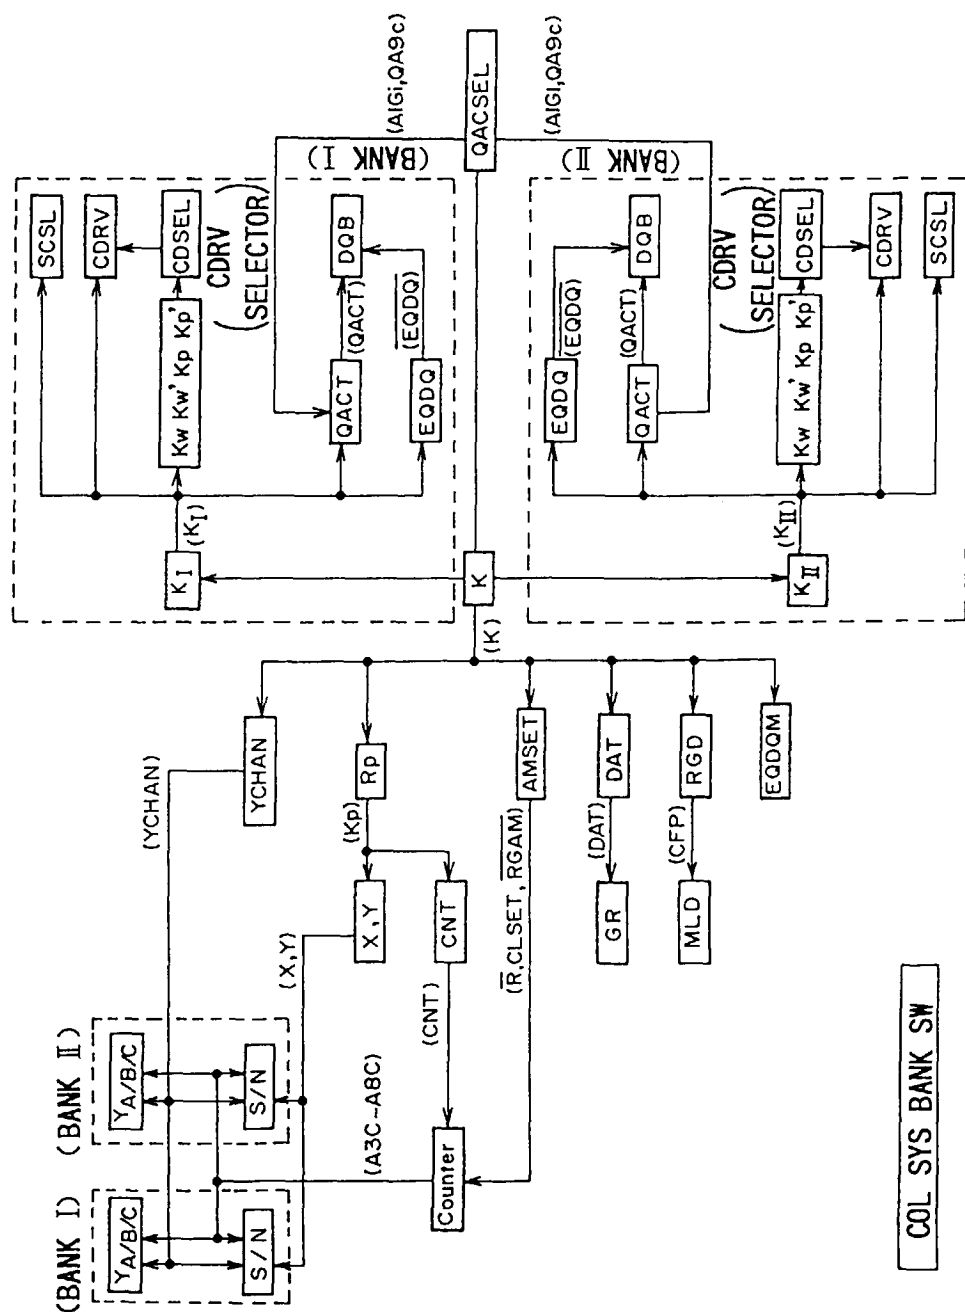 (BANK I)
(BANK II)
YA/B/C
YA/B/C
S/N
S/N
(YCHAN)
YCHAN
(X,Y)
X,Y
(Kp)
Rp
(A3C~A8C)
(CNT)
CNT
Counter
(R̅,CLSET,R̅G̅A̅M̅)
AMSET
GR
(DAT)
DAT
MLD
(CFP)
RGD
EQDQM
(K)
K
KI
(KI)
SCSL
CDRV
Kw Kw' Kp Kp'
CDSEL
(CDRV SELECTOR)
QACT
(QACT)
DQB
EQDQ
(E̅Q̅D̅Q̅)
(BANK I)
(AIGi,QA9c)
QACSEL
(AIGi,QA9c)
(BANK II)
EQDQ
(E̅Q̅D̅Q̅)
QACT
(QACT)
DQB
(CDRV SELECTOR)
KII
(KII)
Kw Kw' Kp Kp'
CDSEL
CDRV
SCSL
COL SYS BANK SW